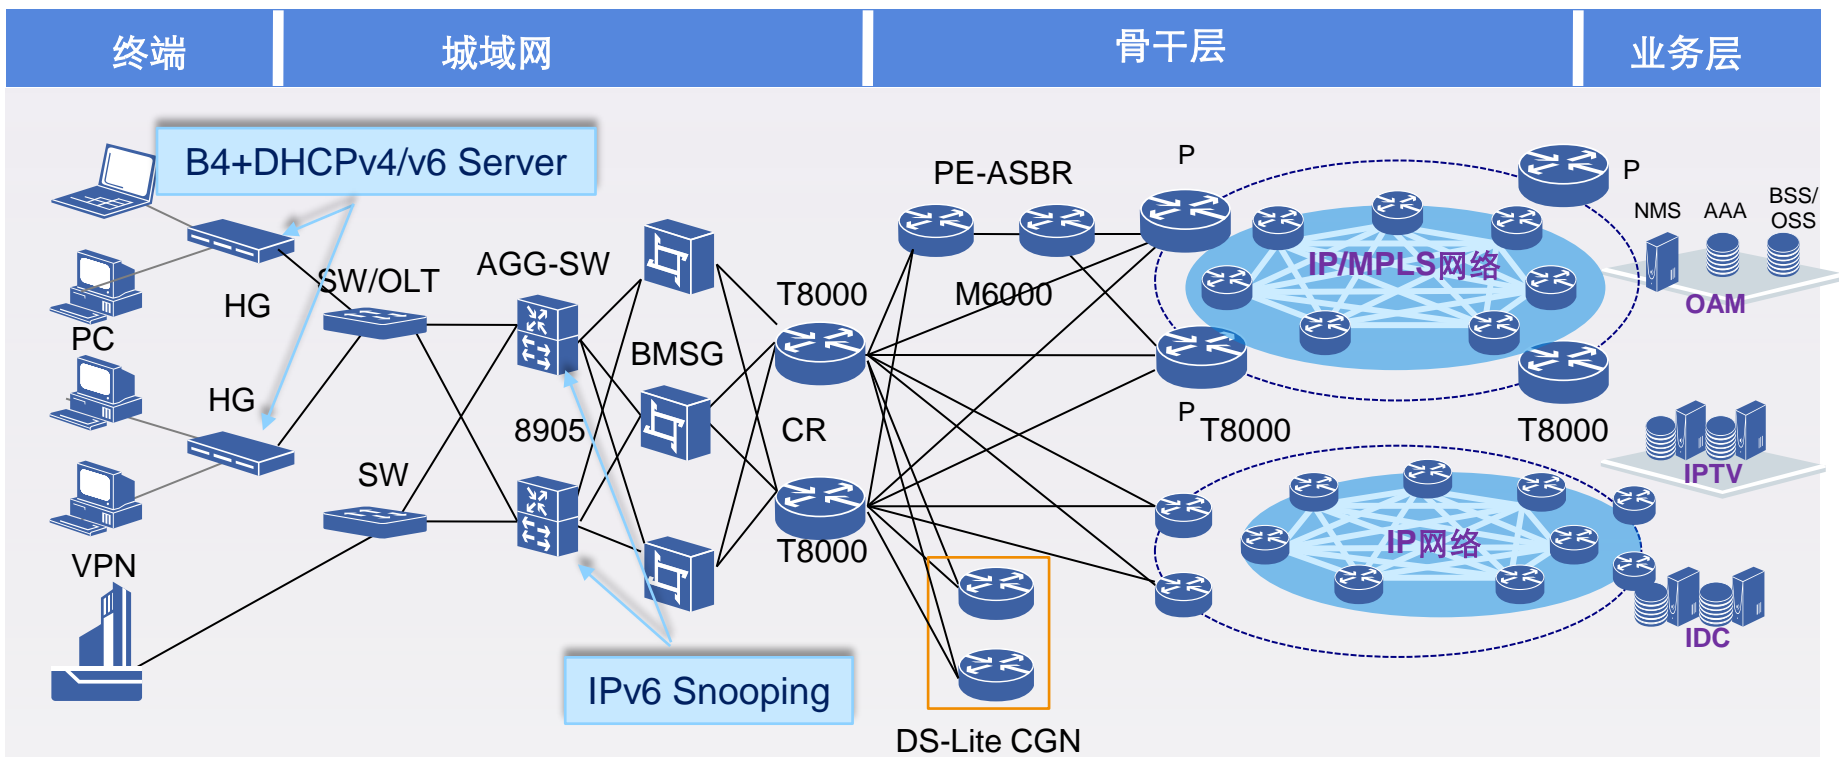 终端
城域网
骨干层
业务层
B4+DHCPv4/v6 Server
P
PE-ASBR
P
NMS
AAA
BSS/
OSS
AGG-SW
SW/OLT
IP/MPLS网络
HG
T8000
M6000
OAM
PC
BMSG
HG
8905
CR
P
T8000
T8000
SW
IPTV
T8000
IP网络
VPN
IDC
IPv6 Snooping
DS-Lite CGN